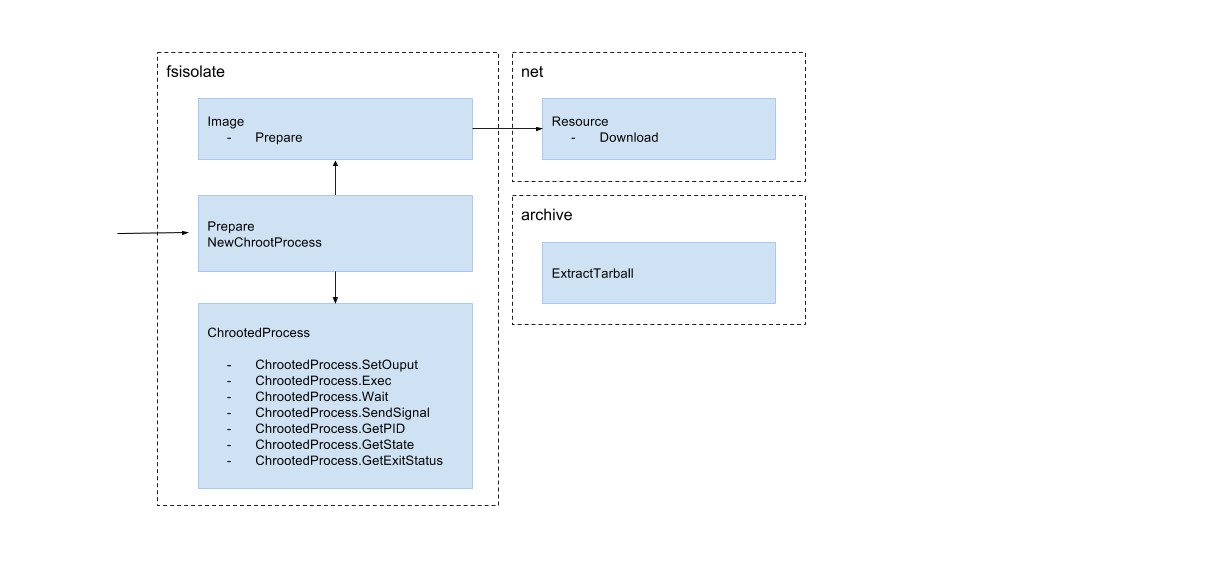 fsisolate
Image
- Prepare
Prepare
NewChrootProcess
ChrootedProcess
- ChrootedProcess.SetOuput
- ChrootedProcess.Exec
- ChrootedProcess.Wait
- ChrootedProcess.SendSignal
- ChrootedProcess.GetPID
- ChrootedProcess.GetState
- ChrootedProcess.GetExitStatus
net
Resource
- Download
archive
ExtractTarball